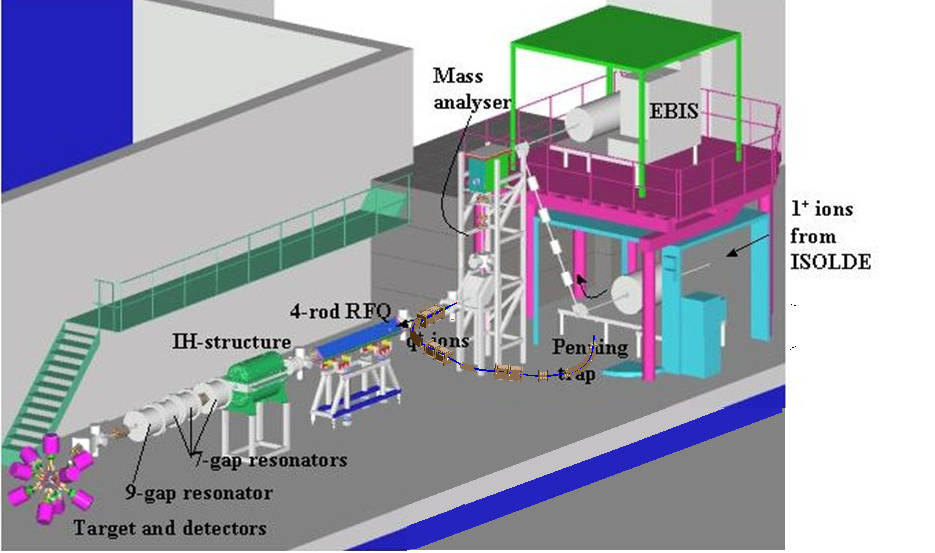 Mass
analyser
EBIS
1+ ions
from
ISOLDE
4-rod RFQ
q+ ions
IH-structure
Penning
trap
7-gap resonators
9-gap resonator
Target and detectors